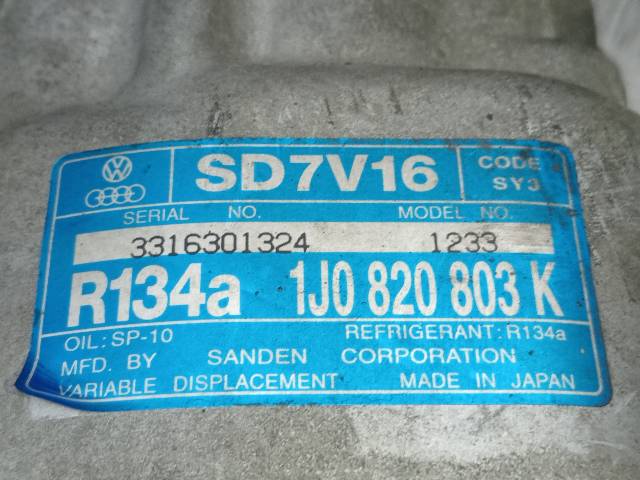 SD7V16
CODE
SY3
SERIAL NO.
MODEL NO.
3316301324
1233
R134a 1J0 820 803 K
OIL: SP-10
REFRIGERANT: R134a
MFD. BY SANDEN CORPORATION
VARIABLE DISPLACEMENT MADE IN JAPAN